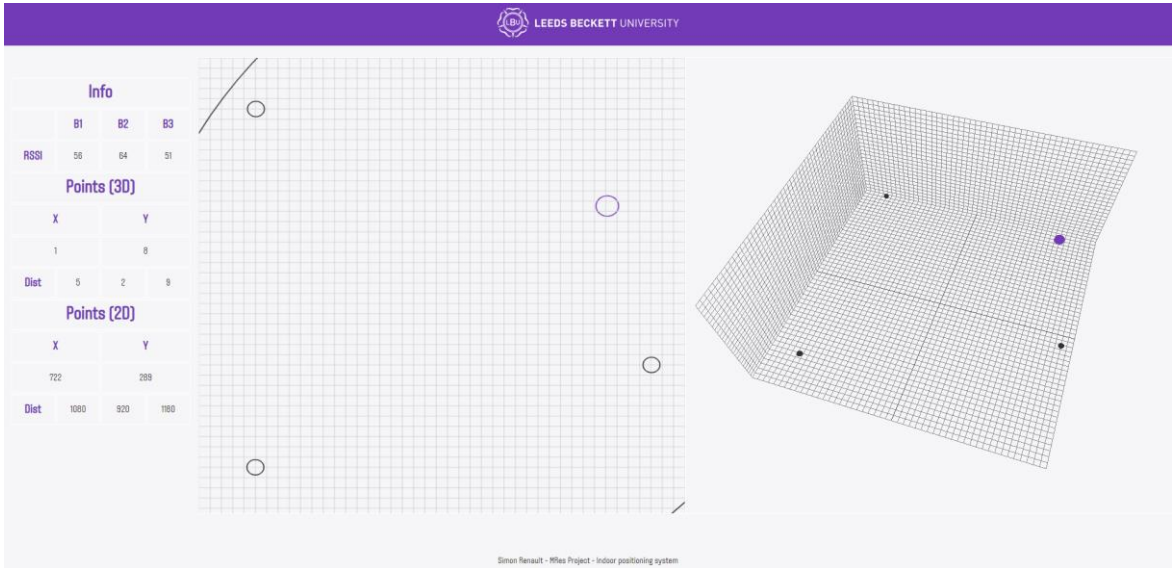 LBU LEEDS BECKETT UNIVERSITY
Info
B1 B2 B3
RSSI 56 64 51
Points (3D)
X Y
1 8
Dist 5 2 9
Points (2D)
X Y
722 289
Dist 1080 920 1180
Simon Renault - MRes Project - Indoor positioning system